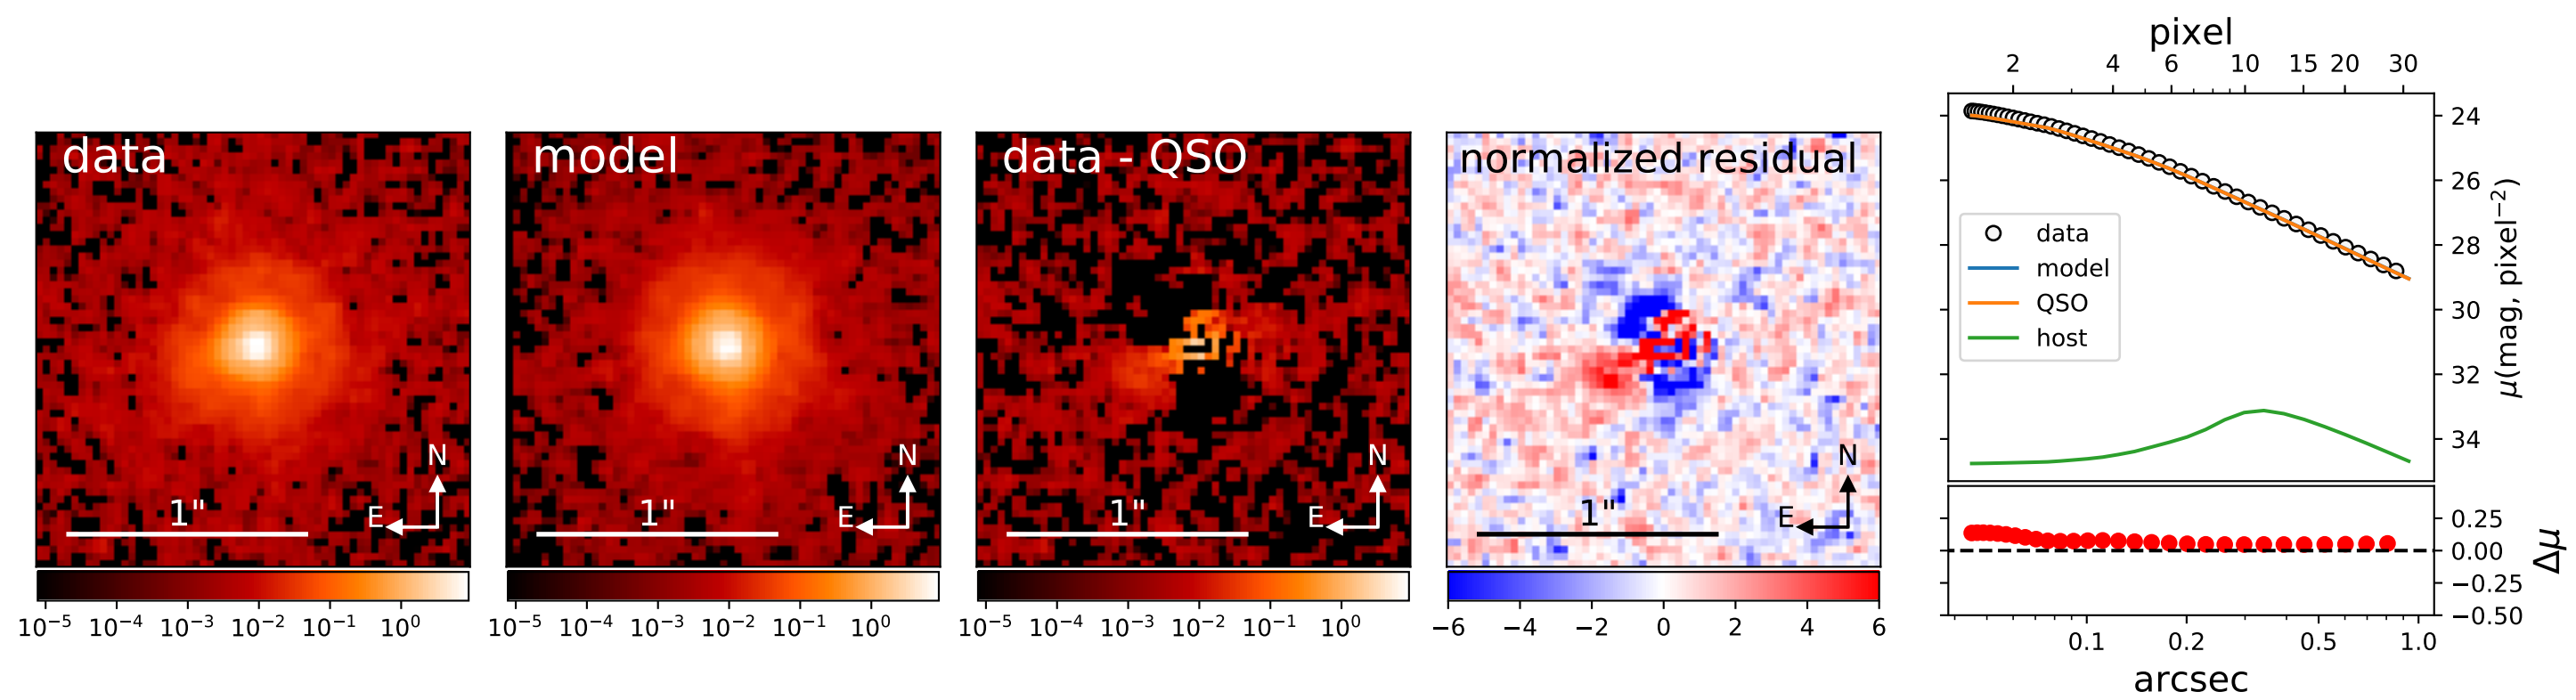 data
N
E
1"
10⁻⁵ 10⁻⁴ 10⁻³ 10⁻² 10⁻¹ 10⁰
model
N
E
1"
10⁻⁵ 10⁻⁴ 10⁻³ 10⁻² 10⁻¹ 10⁰
data - QSO
N
E
1"
10⁻⁵ 10⁻⁴ 10⁻³ 10⁻² 10⁻¹ 10⁰
normalized residual
N
E
1"
−6 −4 −2 0 2 4 6
pixel
2 4 6 10 15 20 30
data
model
QSO
host
24
26
28
30
32
34
μ(mag, pixel⁻²)
0.25
0.00
−0.25
−0.50
Δμ
0.1 0.2 0.5 1.0
arcsec